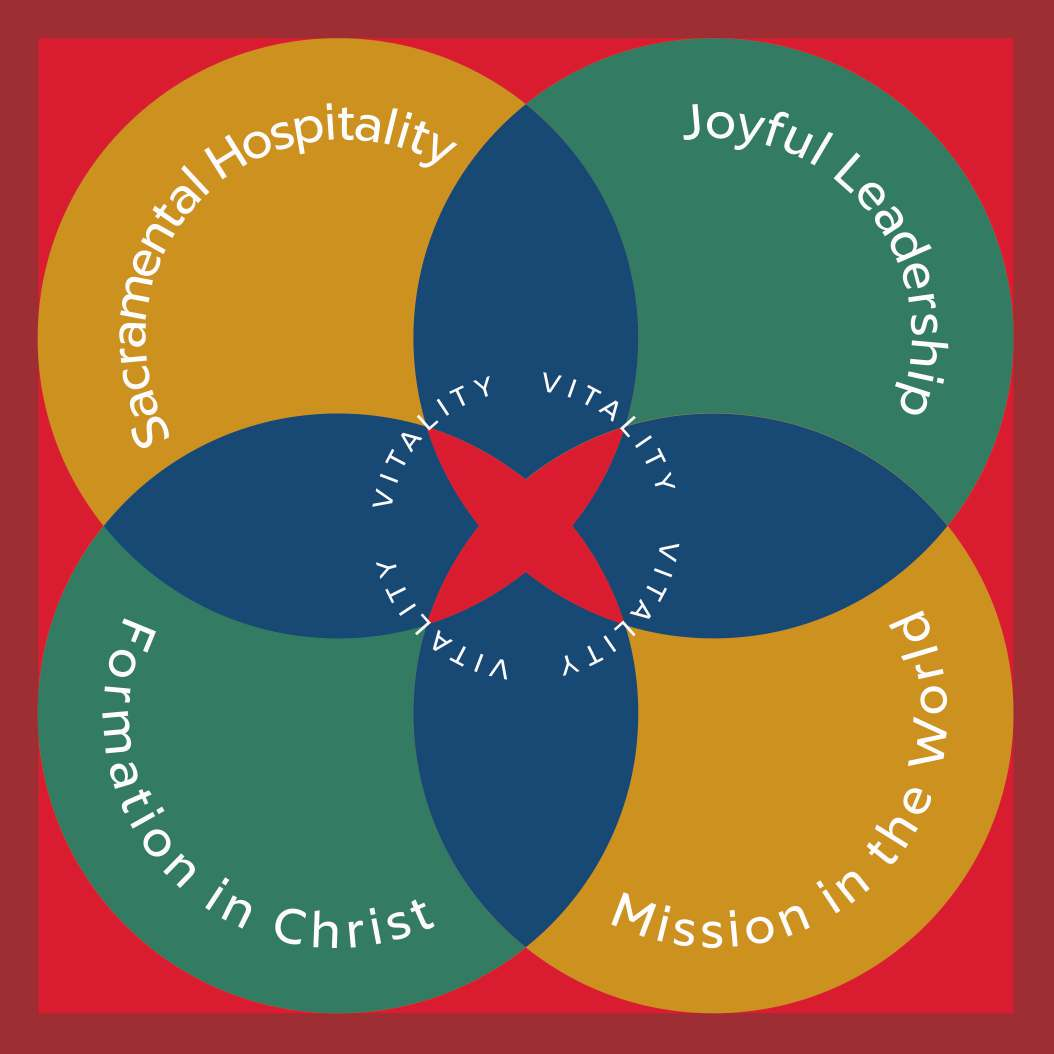 Sacramental Hospitality
Joyful Leadership
VITALITY
VITALITY
VITALITY
VITALITY
Formation in Christ
Mission in the World